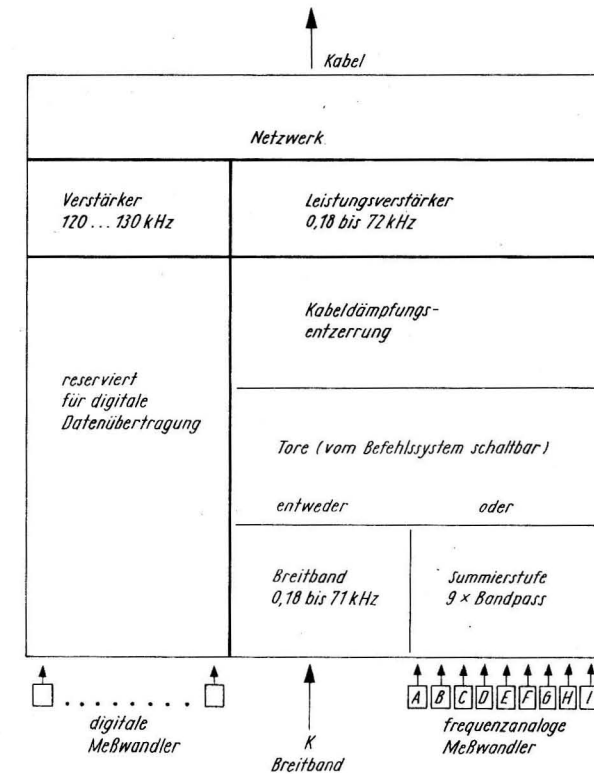 Kabel
Netzwerk
Verstärker
120 ... 130 kHz
Leistungsverstärker
0,18 bis 72 kHz
Kabeldämpfungs-
entzerrung
reserviert
für digitale
Datenübertragung
Tore (vom Befehlssystem schaltbar)
entweder oder
Breitband
0,18 bis 71 kHz
Summierstufe
9 × Bandpass
A B C D E F G H I
digitale
Meßwandler
K
Breitband
frequenzanaloge
Meßwandler